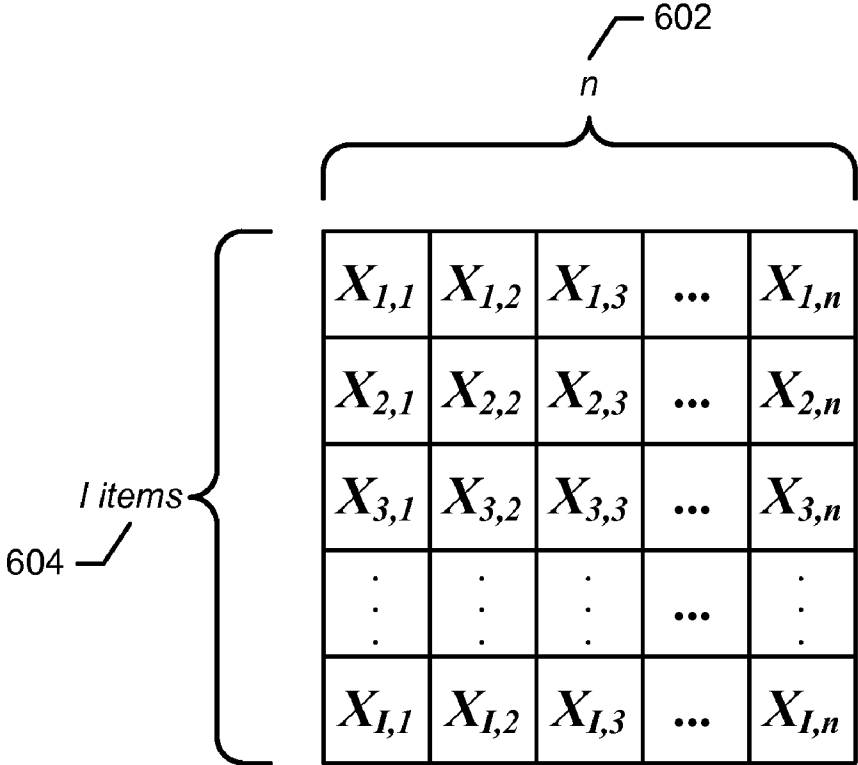 602
n
X1,1 X1,2 X1,3 ... X1,n
X2,1 X2,2 X2,3 ... X2,n
I items X3,1 X3,2 X3,3 ... X3,n
604
. . . ... .
XI,1 XI,2 XI,3 ... XI,n